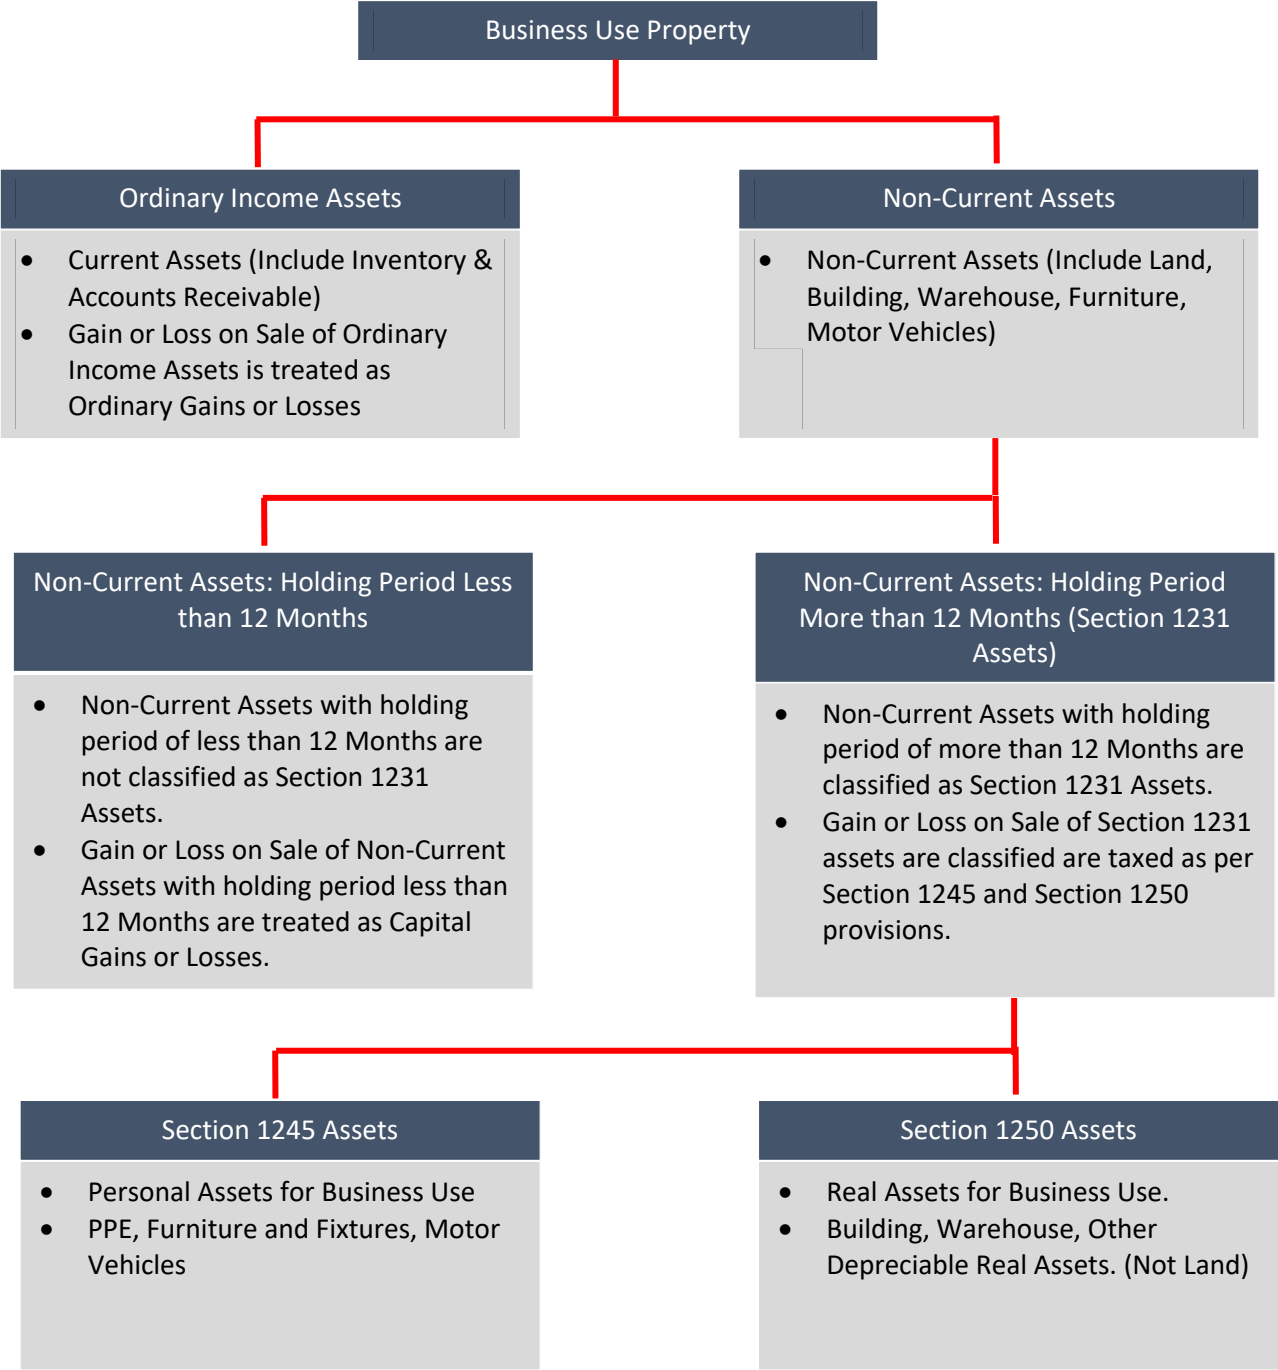 Business Use Property
Ordinary Income Assets
• Current Assets (Include Inventory &
Accounts Receivable)
• Gain or Loss on Sale of Ordinary
Income Assets is treated as
Ordinary Gains or Losses
Non-Current Assets
• Non-Current Assets (Include Land,
Building, Warehouse, Furniture,
Motor Vehicles)
Non-Current Assets: Holding Period Less
than 12 Months
• Non-Current Assets with holding
period of less than 12 Months are
not classified as Section 1231
Assets.
• Gain or Loss on Sale of Non-Current
Assets with holding period less than
12 Months are treated as Capital
Gains or Losses.
Non-Current Assets: Holding Period
More than 12 Months (Section 1231
Assets)
• Non-Current Assets with holding
period of more than 12 Months are
classified as Section 1231 Assets.
• Gain or Loss on Sale of Section 1231
assets are classified are taxed as per
Section 1245 and Section 1250
provisions.
Section 1245 Assets
• Personal Assets for Business Use
• PPE, Furniture and Fixtures, Motor
Vehicles
Section 1250 Assets
• Real Assets for Business Use.
• Building, Warehouse, Other
Depreciable Real Assets. (Not Land)